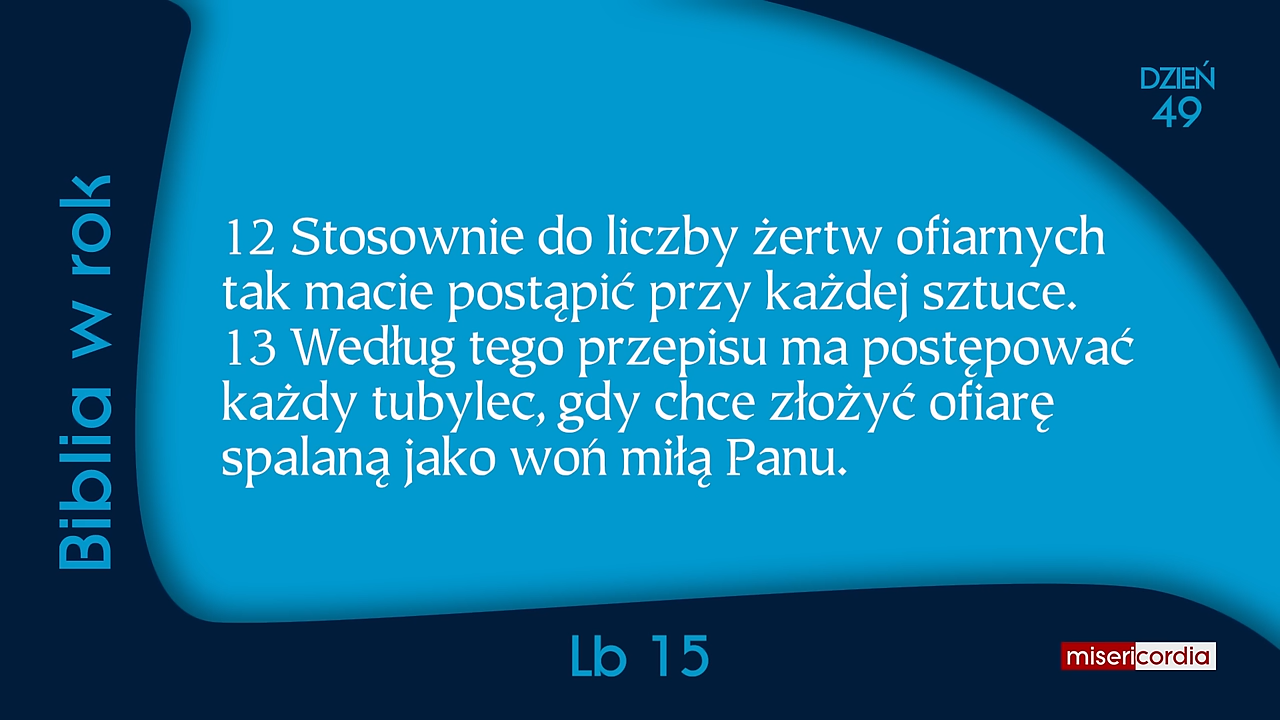 DZIEŃ
49
Biblia w rok
12 Stosownie do liczby żertw ofiarnych
tak macie postąpić przy każdej sztuce.
13 Według tego przepisu ma postępować
każdy tubylec, gdy chce złożyć ofiarę
spalaną jako woń miłą Panu.
Lb 15
misericordia